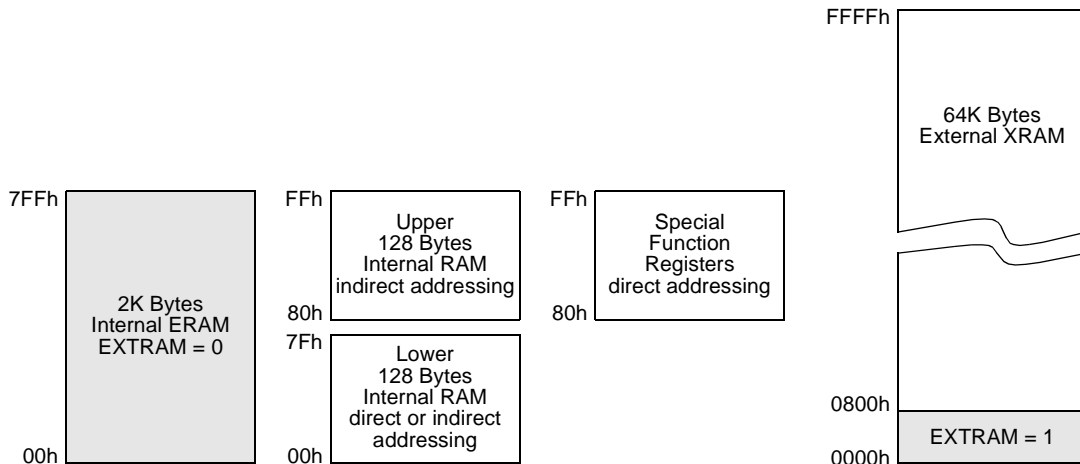 7FFh
2K Bytes
Internal ERAM
EXTRAM = 0
00h
FFh
Upper
128 Bytes
Internal RAM
indirect addressing
80h
7Fh
Lower
128 Bytes
Internal RAM
direct or indirect
addressing
00h
FFh
Special
Function
Registers
direct addressing
80h
FFFFh
64K Bytes
External XRAM
0800h
EXTRAM = 1
0000h